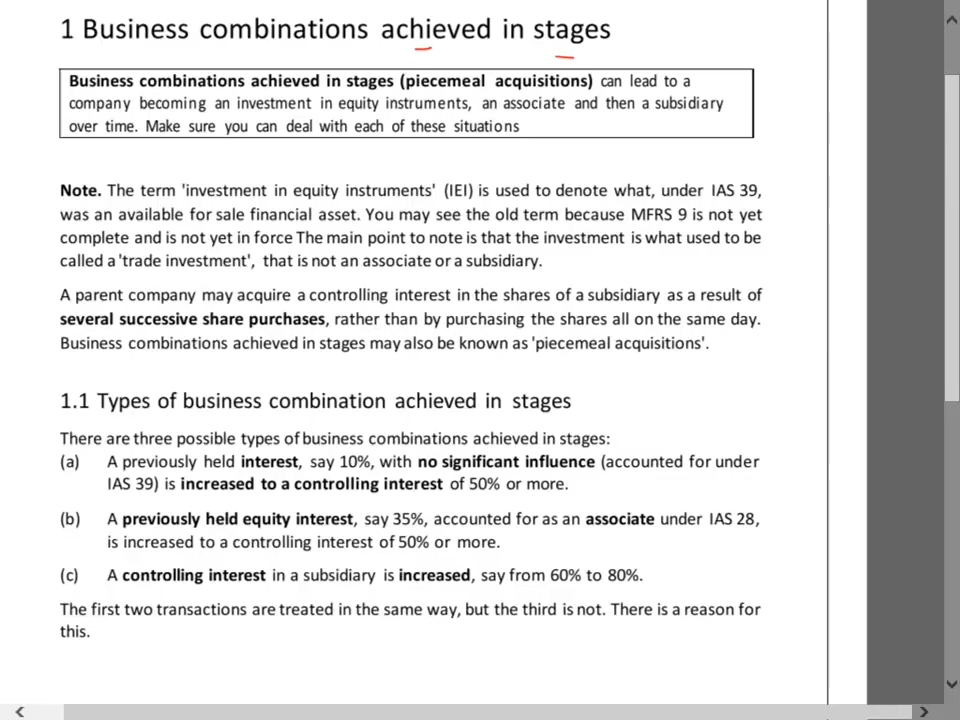 1 Business combinations achieved in stages
Business combinations achieved in stages (piecemeal acquisitions) can lead to a
company becoming an investment in equity instruments, an associate and then a subsidiary
over time. Make sure you can deal with each of these situations
Note. The term 'investment in equity instruments' (IEI) is used to denote what, under IAS 39,
was an available for sale financial asset. You may see the old term because MFRS 9 is not yet
complete and is not yet in force The main point to note is that the investment is what used to be
called a 'trade investment', that is not an associate or a subsidiary.
A parent company may acquire a controlling interest in the shares of a subsidiary as a result of
several successive share purchases, rather than by purchasing the shares all on the same day.
Business combinations achieved in stages may also be known as 'piecemeal acquisitions'.
1.1 Types of business combination achieved in stages
There are three possible types of business combinations achieved in stages:
(a) A previously held interest, say 10%, with no significant influence (accounted for under
IAS 39) is increased to a controlling interest of 50% or more.
(b) A previously held equity interest, say 35%, accounted for as an associate under IAS 28,
is increased to a controlling interest of 50% or more.
(c) A controlling interest in a subsidiary is increased, say from 60% to 80%.
The first two transactions are treated in the same way, but the third is not. There is a reason for
this.